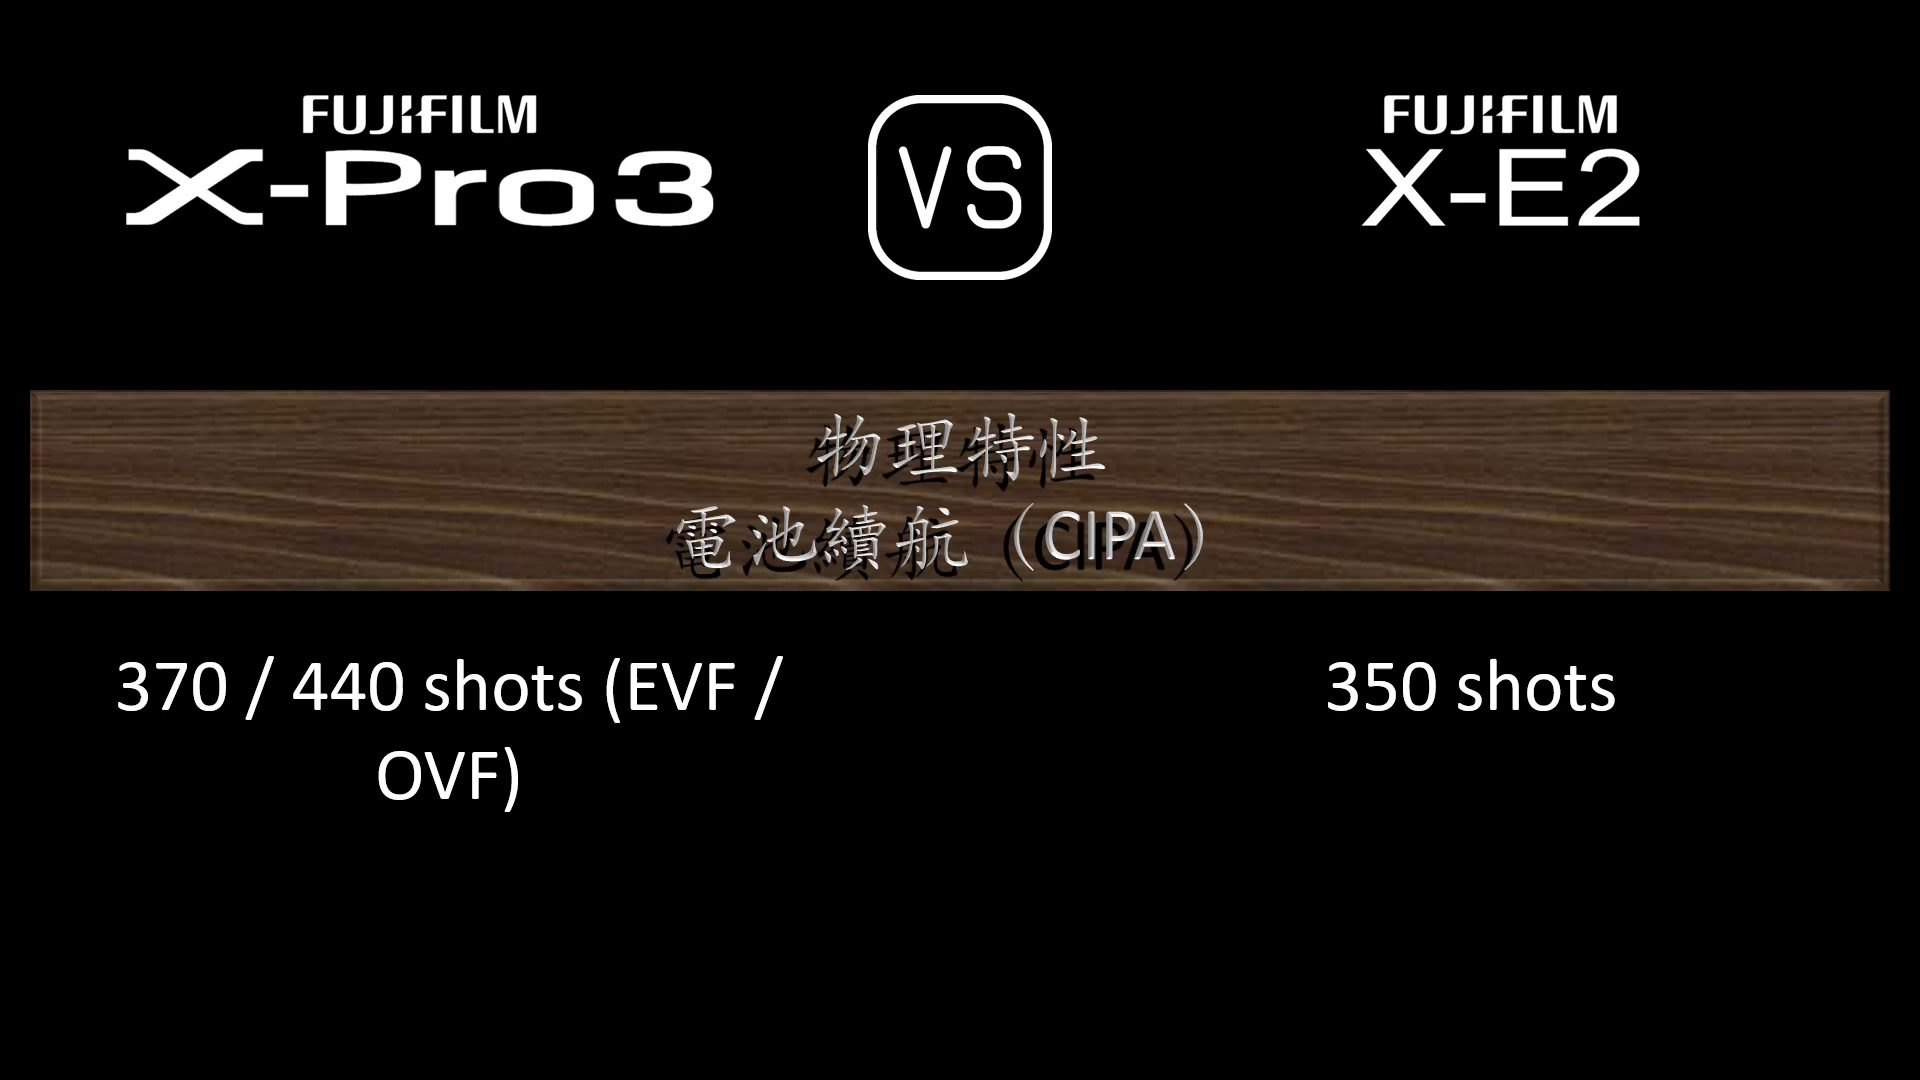 FUJIFILM
X-Pro3
VS
FUJIFILM
X-E2
物理特性
電池續航（CIPA）
370 / 440 shots (EVF /
OVF)
350 shots